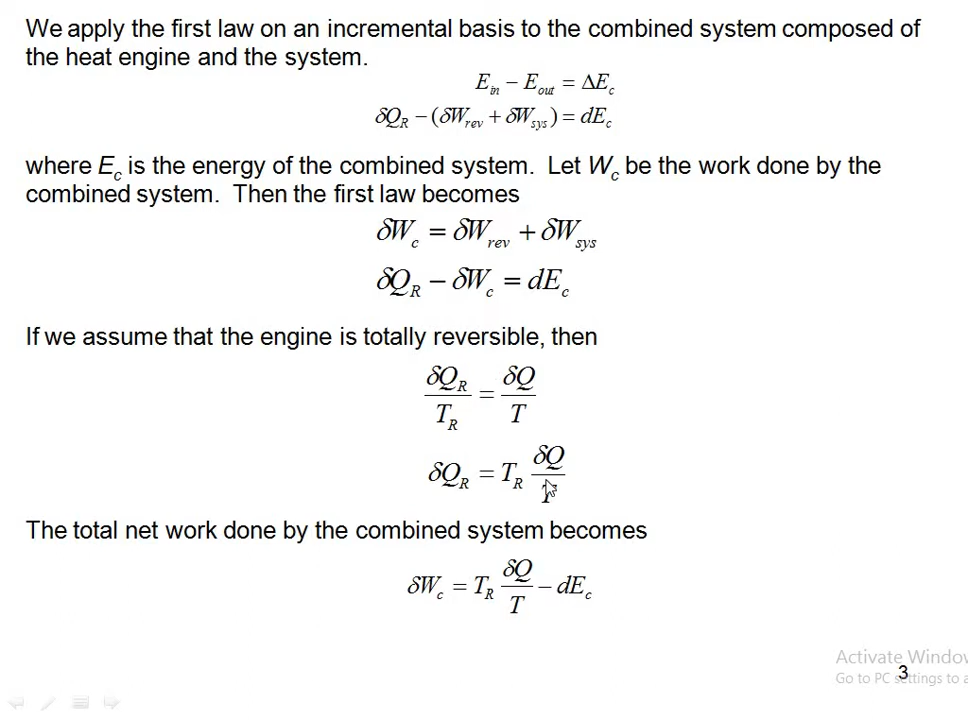 We apply the first law on an incremental basis to the combined system composed of
the heat engine and the system.
E_in − E_out = ΔE_c
δQ_R − (δW_rev + δW_sys) = dE_c
where E_c is the energy of the combined system.  Let W_c be the work done by the
combined system.  Then the first law becomes
δW_c = δW_rev + δW_sys
δQ_R − δW_c = dE_c
If we assume that the engine is totally reversible, then
δQ_R / T_R = δQ / T
δQ_R = T_R δQ / T
The total net work done by the combined system becomes
δW_c = T_R δQ / T − dE_c
Activate Window
3
Go to PC settings to a